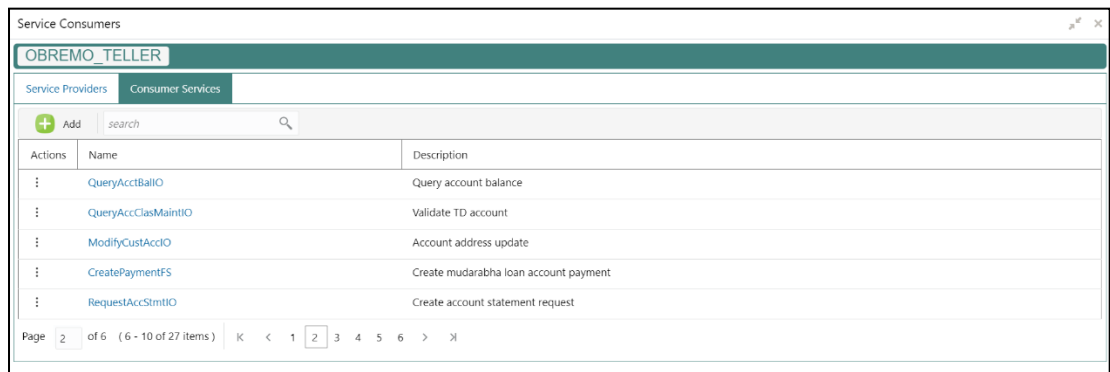 Service Consumers
OBREMO_TELLER
Service Providers Consumer Services
Add search
Actions Name Description
QueryAcctBalIO Query account balance
QueryAccClasMaintIO Validate TD account
ModifyCustAccIO Account address update
CreatePaymentFS Create mudarabha loan account payment
RequestAccStmtIO Create account statement request
Page 2 of 6 ( 6 - 10 of 27 items ) 1 2 3 4 5 6